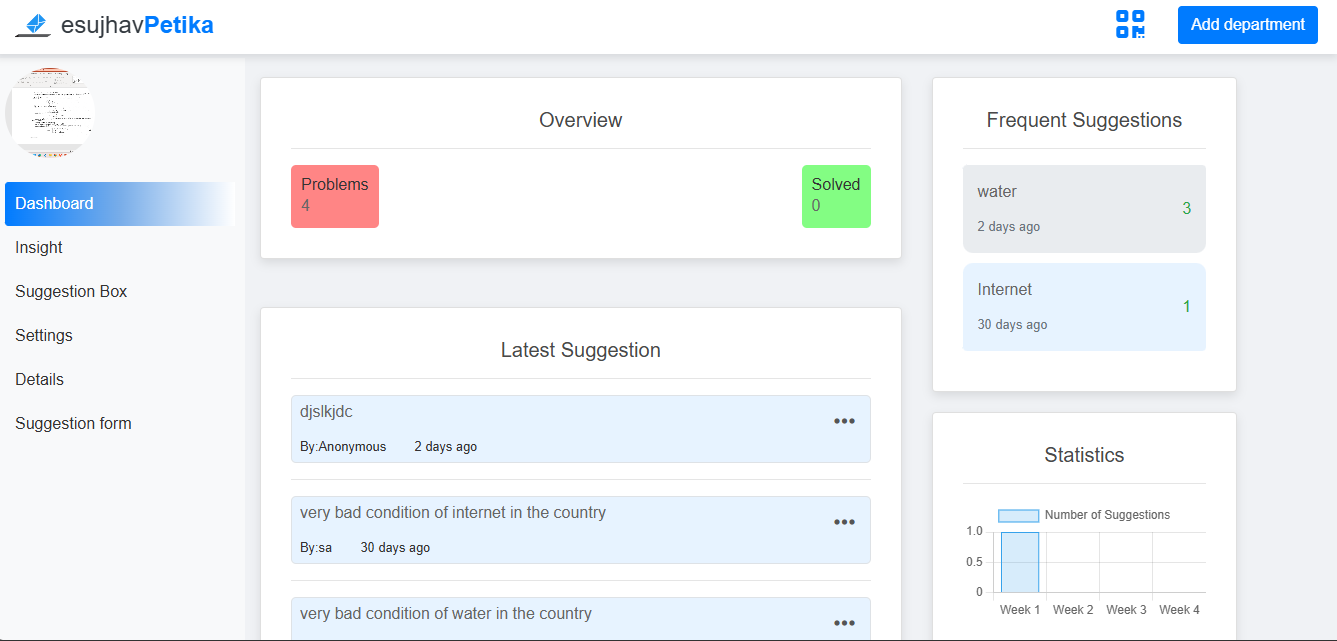 esujhavPetika
Add department
Dashboard
Insight
Suggestion Box
Settings
Details
Suggestion form
Overview
Problems
4
Solved
0
Latest Suggestion
djslkjdc
By:Anonymous 2 days ago
very bad condition of internet in the country
By:sa 30 days ago
very bad condition of water in the country
Frequent Suggestions
water
3
2 days ago
Internet
1
30 days ago
Statistics
Number of Suggestions
1.0
0.5
0
Week 1 Week 2 Week 3 Week 4